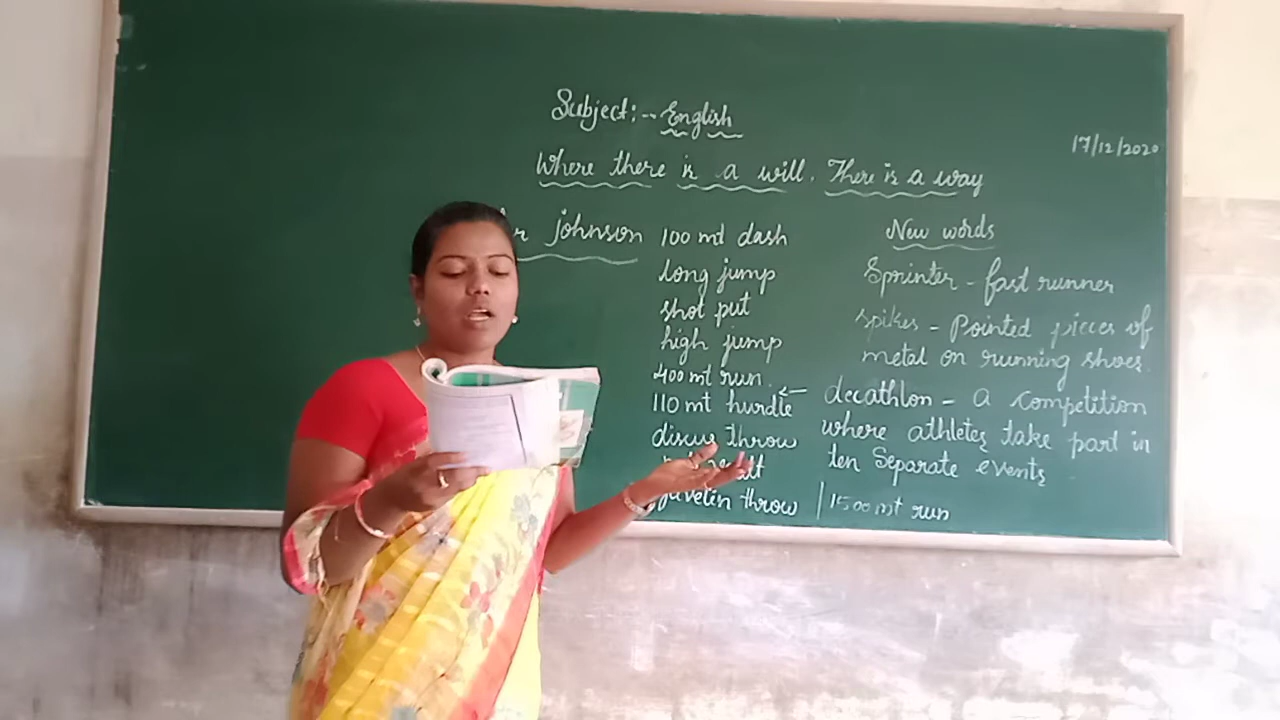 Subject:- English
17/12/2020
Where there is a will. There is a way
johnson
100 mt dash
long jump
shot put
high jump
400 mt run.
110 mt hurdle
discus throw
javelin throw | 1500 mt run
New words
Sprinter - fast runner
spikes - Pointed pieces of
metal on running shoes.
← decathlon - a competition
where athletes take part in
ten Separate events